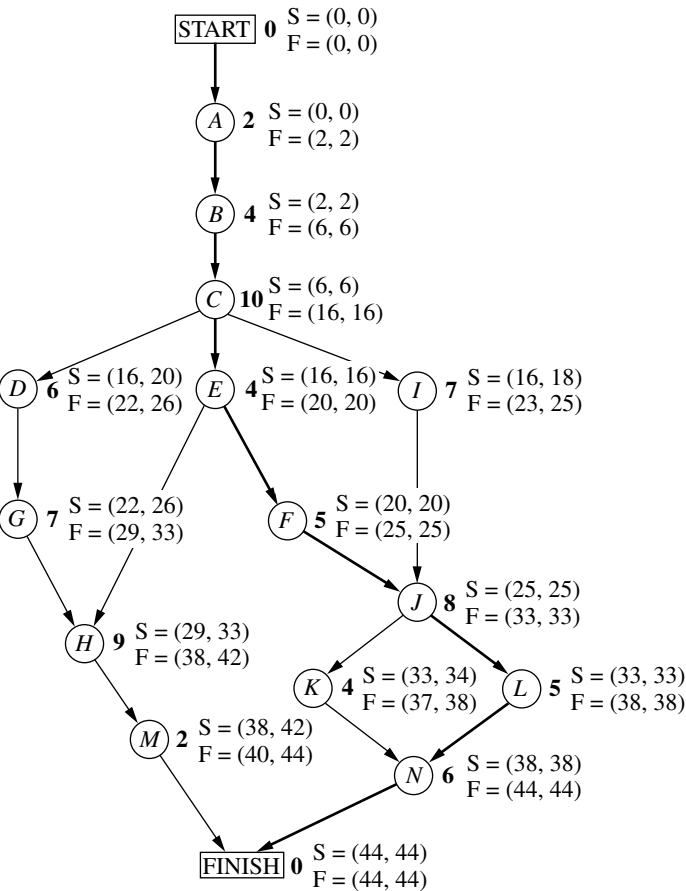 START 0 S = (0, 0)
F = (0, 0)
A 2 S = (0, 0)
F = (2, 2)
B 4 S = (2, 2)
F = (6, 6)
C 10 S = (6, 6)
F = (16, 16)
D 6 S = (16, 20)
F = (22, 26)
E 4 S = (16, 16)
F = (20, 20)
I 7 S = (16, 18)
F = (23, 25)
G 7 S = (22, 26)
F = (29, 33)
F 5 S = (20, 20)
F = (25, 25)
J 8 S = (25, 25)
F = (33, 33)
H 9 S = (29, 33)
F = (38, 42)
K 4 S = (33, 34)
F = (37, 38)
L 5 S = (33, 33)
F = (38, 38)
M 2 S = (38, 42)
F = (40, 44)
N 6 S = (38, 38)
F = (44, 44)
FINISH 0 S = (44, 44)
F = (44, 44)